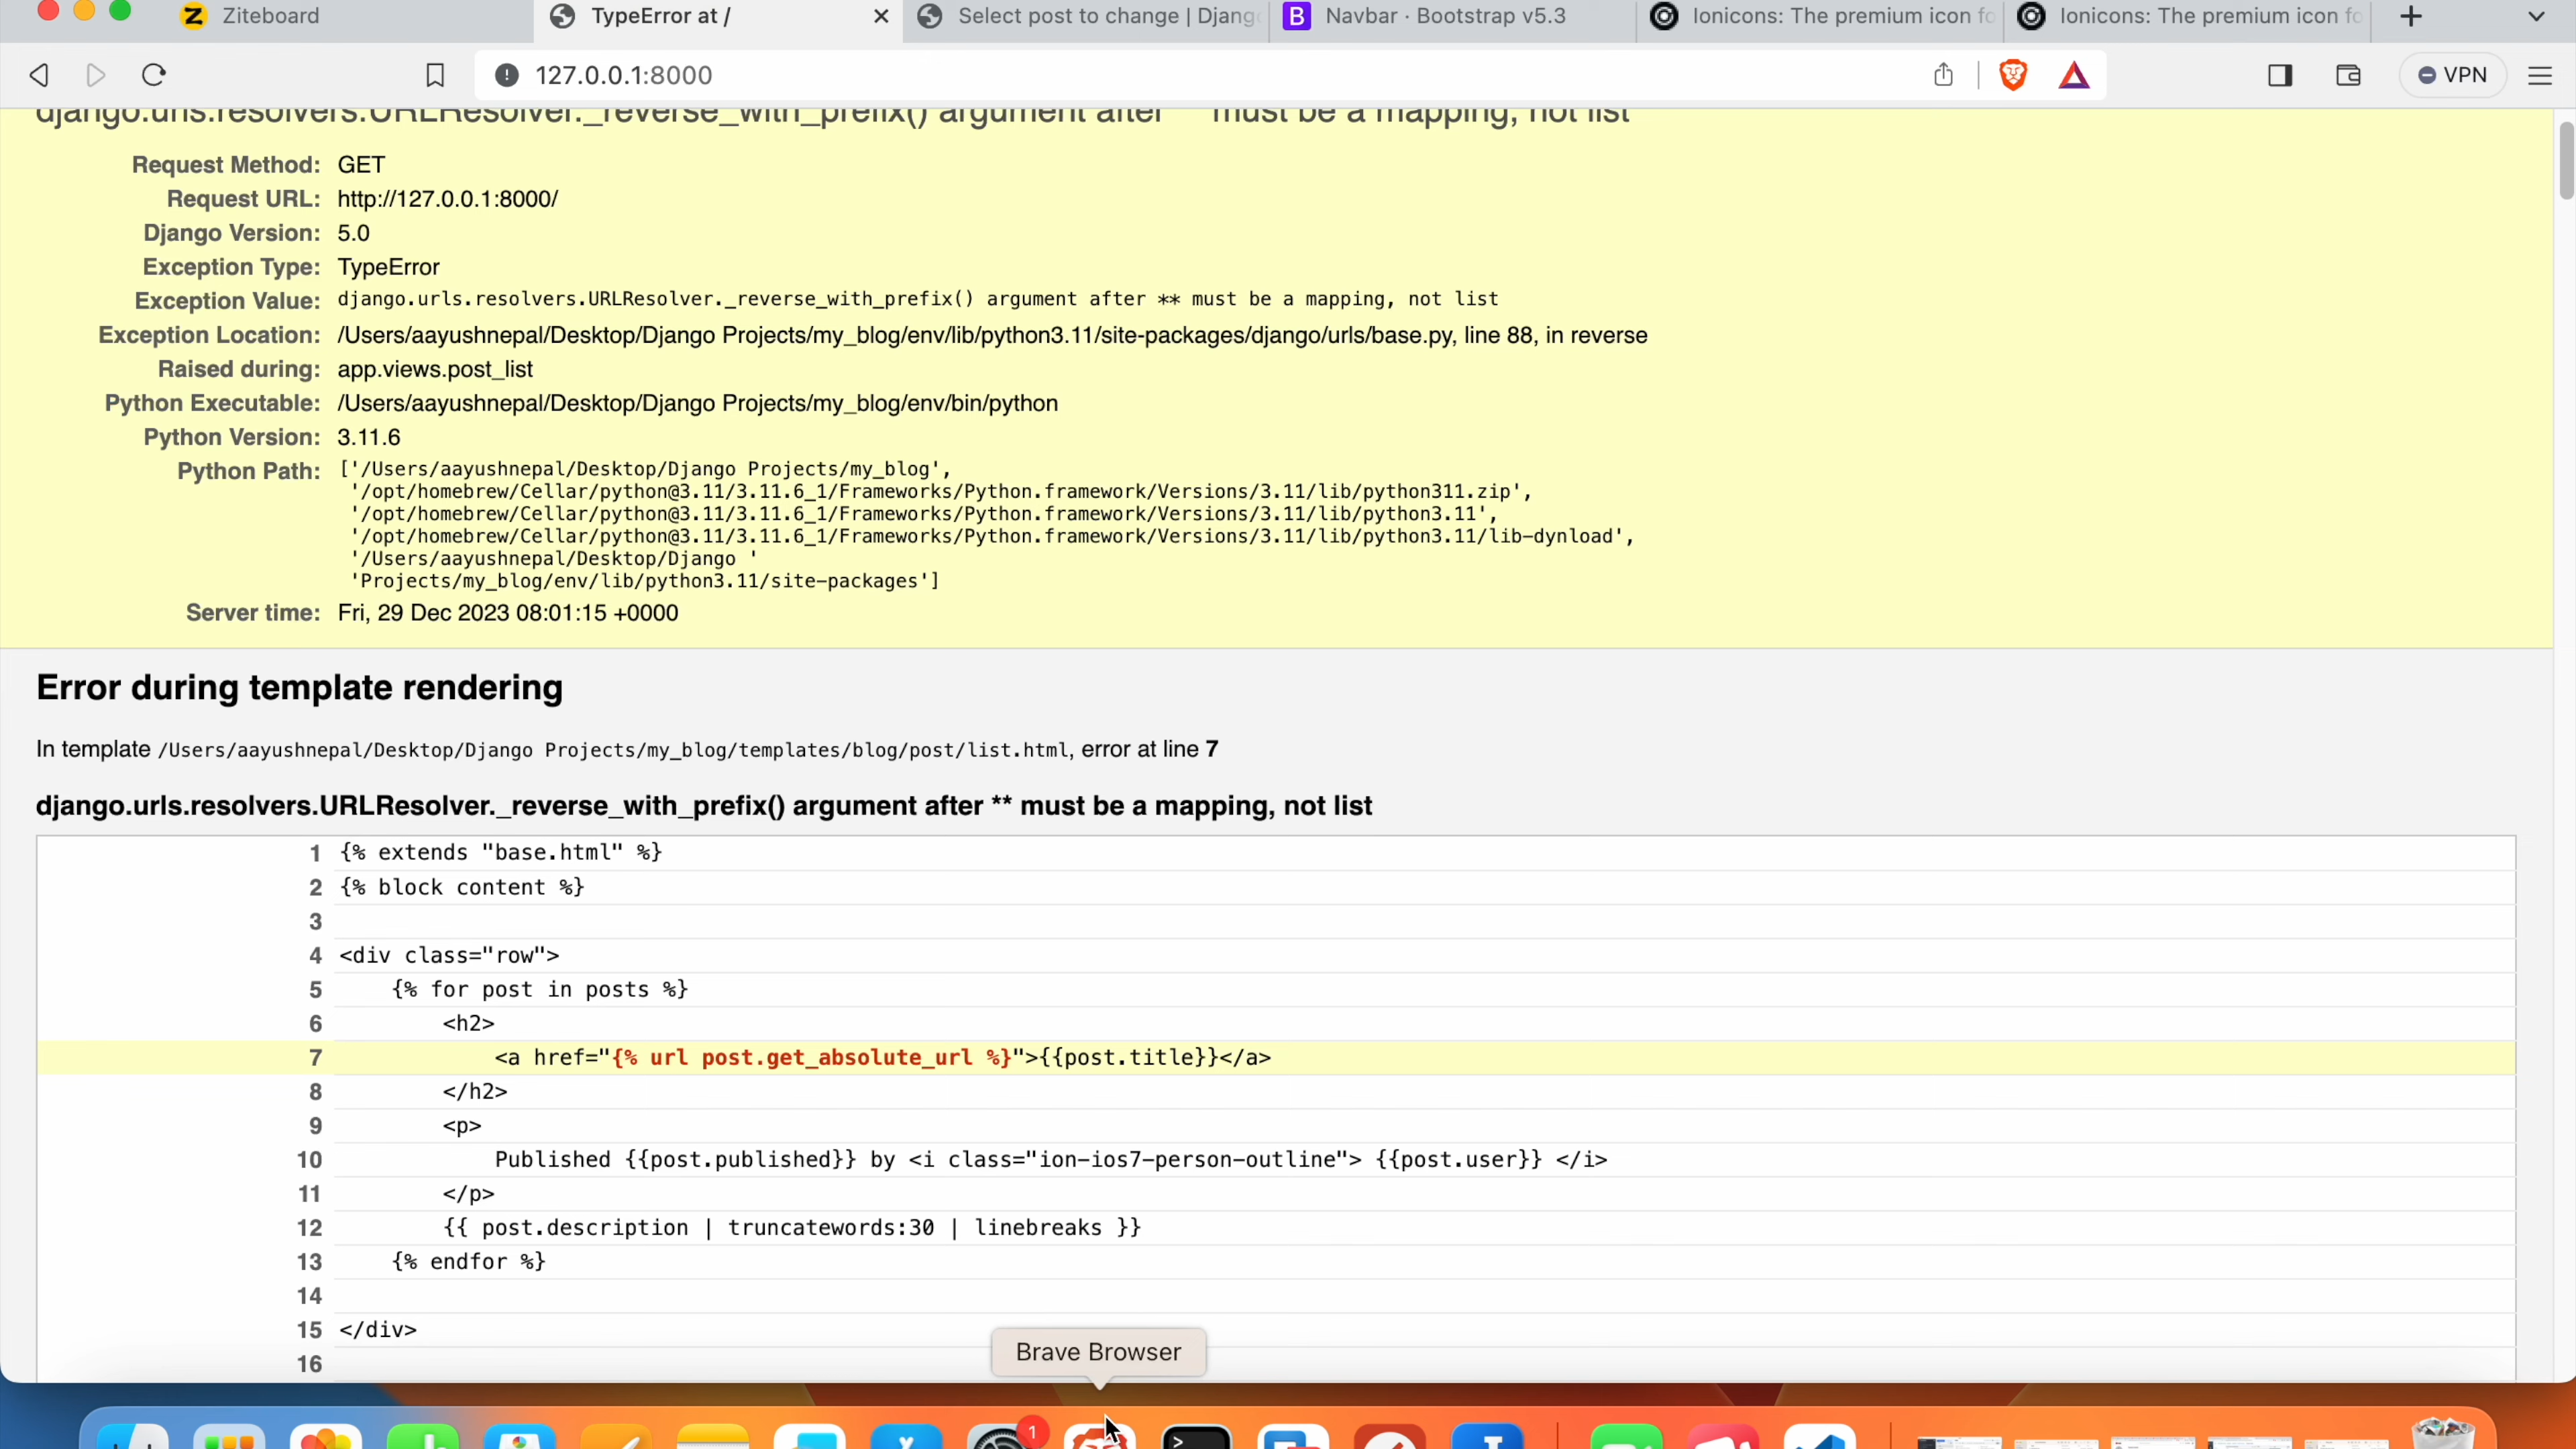 Ziteboard
TypeError at /
Select post to change | Djang
Navbar · Bootstrap v5.3
Ionicons: The premium icon fo
Ionicons: The premium icon fo
127.0.0.1:8000
VPN
django.urls.resolvers.URLResolver._reverse_with_prefix() argument after ** must be a mapping, not list
Request Method: GET
Request URL: http://127.0.0.1:8000/
Django Version: 5.0
Exception Type: TypeError
Exception Value: django.urls.resolvers.URLResolver._reverse_with_prefix() argument after ** must be a mapping, not list
Exception Location: /Users/aayushnepal/Desktop/Django Projects/my_blog/env/lib/python3.11/site-packages/django/urls/base.py, line 88, in reverse
Raised during: app.views.post_list
Python Executable: /Users/aayushnepal/Desktop/Django Projects/my_blog/env/bin/python
Python Version: 3.11.6
Python Path: ['/Users/aayushnepal/Desktop/Django Projects/my_blog',
'/opt/homebrew/Cellar/python@3.11/3.11.6_1/Frameworks/Python.framework/Versions/3.11/lib/python311.zip',
'/opt/homebrew/Cellar/python@3.11/3.11.6_1/Frameworks/Python.framework/Versions/3.11/lib/python3.11',
'/opt/homebrew/Cellar/python@3.11/3.11.6_1/Frameworks/Python.framework/Versions/3.11/lib/python3.11/lib-dynload',
'/Users/aayushnepal/Desktop/Django '
'Projects/my_blog/env/lib/python3.11/site-packages']
Server time: Fri, 29 Dec 2023 08:01:15 +0000
Error during template rendering
In template /Users/aayushnepal/Desktop/Django Projects/my_blog/templates/blog/post/list.html, error at line 7
django.urls.resolvers.URLResolver._reverse_with_prefix() argument after ** must be a mapping, not list
1 {% extends "base.html" %}
2 {% block content %}
3
4 <div class="row">
5 {% for post in posts %}
6 <h2>
7 <a href="{% url post.get_absolute_url %}">{{post.title}}</a>
8 </h2>
9 <p>
10 Published {{post.published}} by <i class="ion-ios7-person-outline"> {{post.user}} </i>
11 </p>
12 {{ post.description | truncatewords:30 | linebreaks }}
13 {% endfor %}
14
15 </div>
16
Brave Browser
1